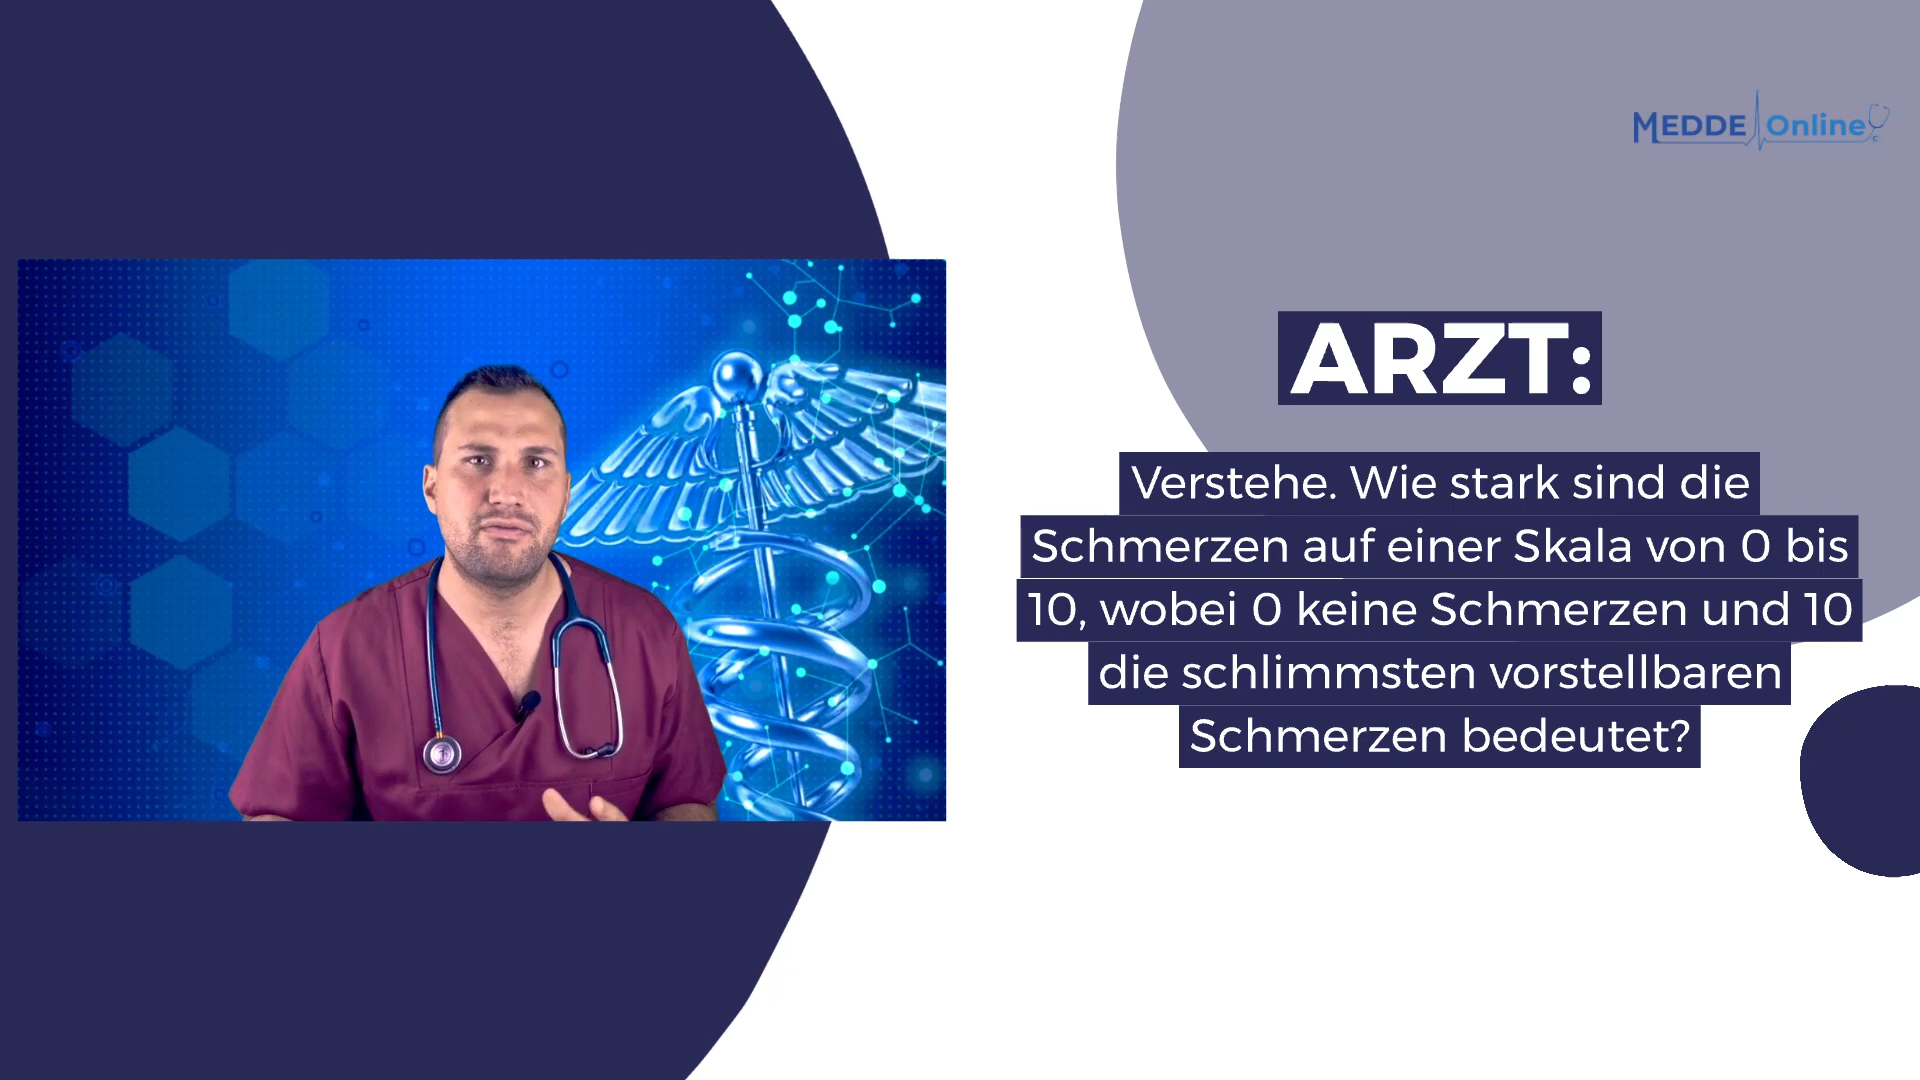 MEDDE Online
ARZT:
Verstehe. Wie stark sind die
Schmerzen auf einer Skala von 0 bis
10, wobei 0 keine Schmerzen und 10
die schlimmsten vorstellbaren
Schmerzen bedeutet?